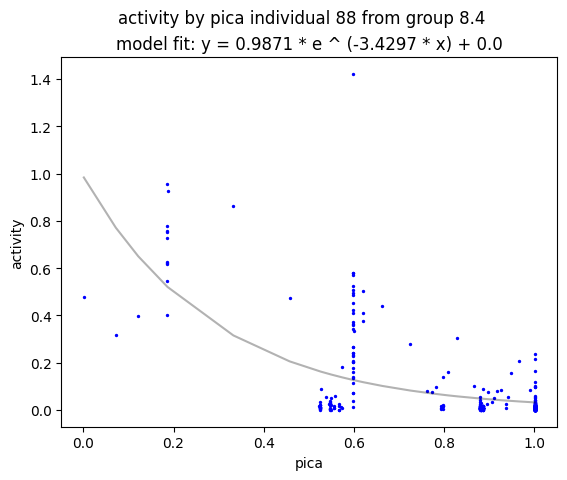 activity by pica individual 88 from group 8.4
model fit: y = 0.9871 * e ^ (-3.4297 * x) + 0.0
1.4
1.2
1.0
0.8
0.6
0.4
0.2
0.0
activity
0.0 0.2 0.4 0.6 0.8 1.0
pica